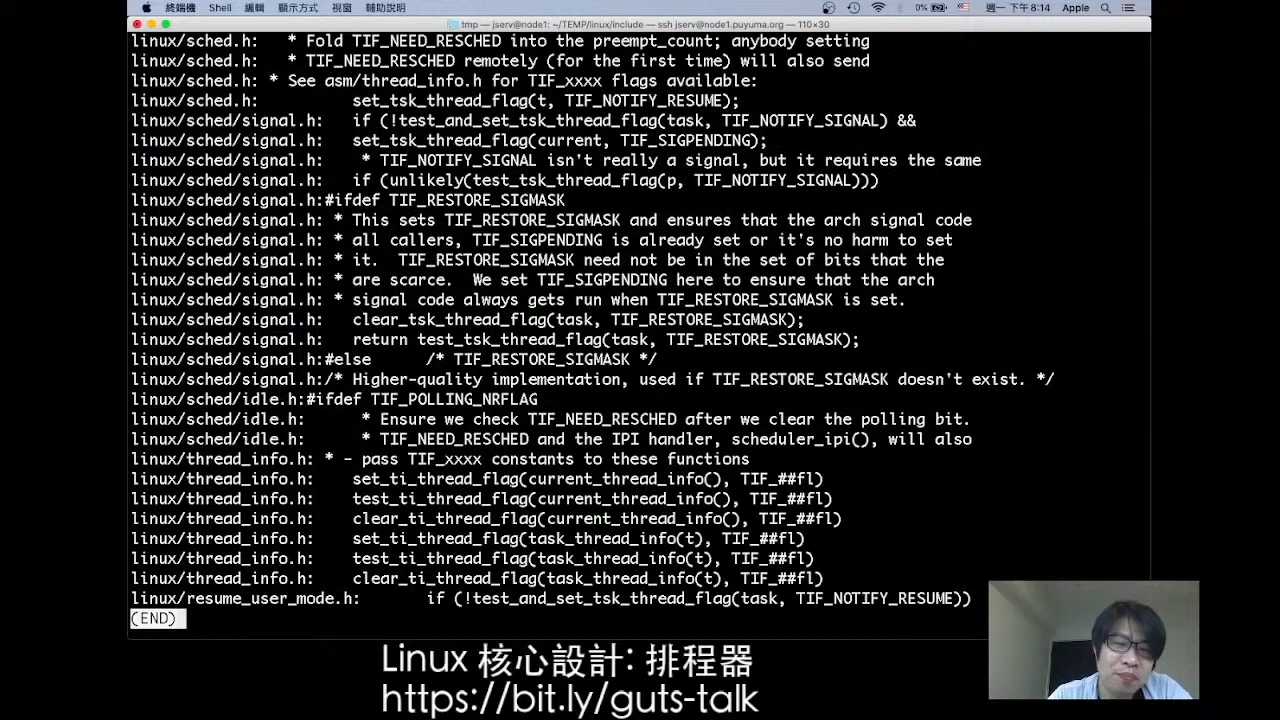 終端機 Shell 編輯 顯示方式 視窗 輔助說明 0% 週一 下午8:14 Apple
tmp — jserv@node1: ~/TEMP/linux/include — ssh jserv@node1.puyuma.org — 110×30
linux/sched.h:   * Fold TIF_NEED_RESCHED into the preempt_count; anybody setting
linux/sched.h:   * TIF_NEED_RESCHED remotely (for the first time) will also send
linux/sched.h: * See asm/thread_info.h for TIF_xxxx flags available:
linux/sched.h:          set_tsk_thread_flag(t, TIF_NOTIFY_RESUME);
linux/sched/signal.h:   if (!test_and_set_tsk_thread_flag(task, TIF_NOTIFY_SIGNAL) &&
linux/sched/signal.h:   set_tsk_thread_flag(current, TIF_SIGPENDING);
linux/sched/signal.h:    * TIF_NOTIFY_SIGNAL isn't really a signal, but it requires the same
linux/sched/signal.h:   if (unlikely(test_tsk_thread_flag(p, TIF_NOTIFY_SIGNAL)))
linux/sched/signal.h:#ifdef TIF_RESTORE_SIGMASK
linux/sched/signal.h: * This sets TIF_RESTORE_SIGMASK and ensures that the arch signal code
linux/sched/signal.h: * all callers, TIF_SIGPENDING is already set or it's no harm to set
linux/sched/signal.h: * it.  TIF_RESTORE_SIGMASK need not be in the set of bits that the
linux/sched/signal.h: * are scarce.  We set TIF_SIGPENDING here to ensure that the arch
linux/sched/signal.h: * signal code always gets run when TIF_RESTORE_SIGMASK is set.
linux/sched/signal.h:   clear_tsk_thread_flag(task, TIF_RESTORE_SIGMASK);
linux/sched/signal.h:   return test_tsk_thread_flag(task, TIF_RESTORE_SIGMASK);
linux/sched/signal.h:#else      /* TIF_RESTORE_SIGMASK */
linux/sched/signal.h:/* Higher-quality implementation, used if TIF_RESTORE_SIGMASK doesn't exist. */
linux/sched/idle.h:#ifdef TIF_POLLING_NRFLAG
linux/sched/idle.h:      * Ensure we check TIF_NEED_RESCHED after we clear the polling bit.
linux/sched/idle.h:      * TIF_NEED_RESCHED and the IPI handler, scheduler_ipi(), will also
linux/thread_info.h: * - pass TIF_xxxx constants to these functions
linux/thread_info.h:    set_ti_thread_flag(current_thread_info(), TIF_##fl)
linux/thread_info.h:    test_ti_thread_flag(current_thread_info(), TIF_##fl)
linux/thread_info.h:    clear_ti_thread_flag(current_thread_info(), TIF_##fl)
linux/thread_info.h:    set_ti_thread_flag(task_thread_info(t), TIF_##fl)
linux/thread_info.h:    test_ti_thread_flag(task_thread_info(t), TIF_##fl)
linux/thread_info.h:    clear_ti_thread_flag(task_thread_info(t), TIF_##fl)
linux/resume_user_mode.h:       if (!test_and_set_tsk_thread_flag(task, TIF_NOTIFY_RESUME))
(END)
Linux 核心設計: 排程器
https://bit.ly/guts-talk